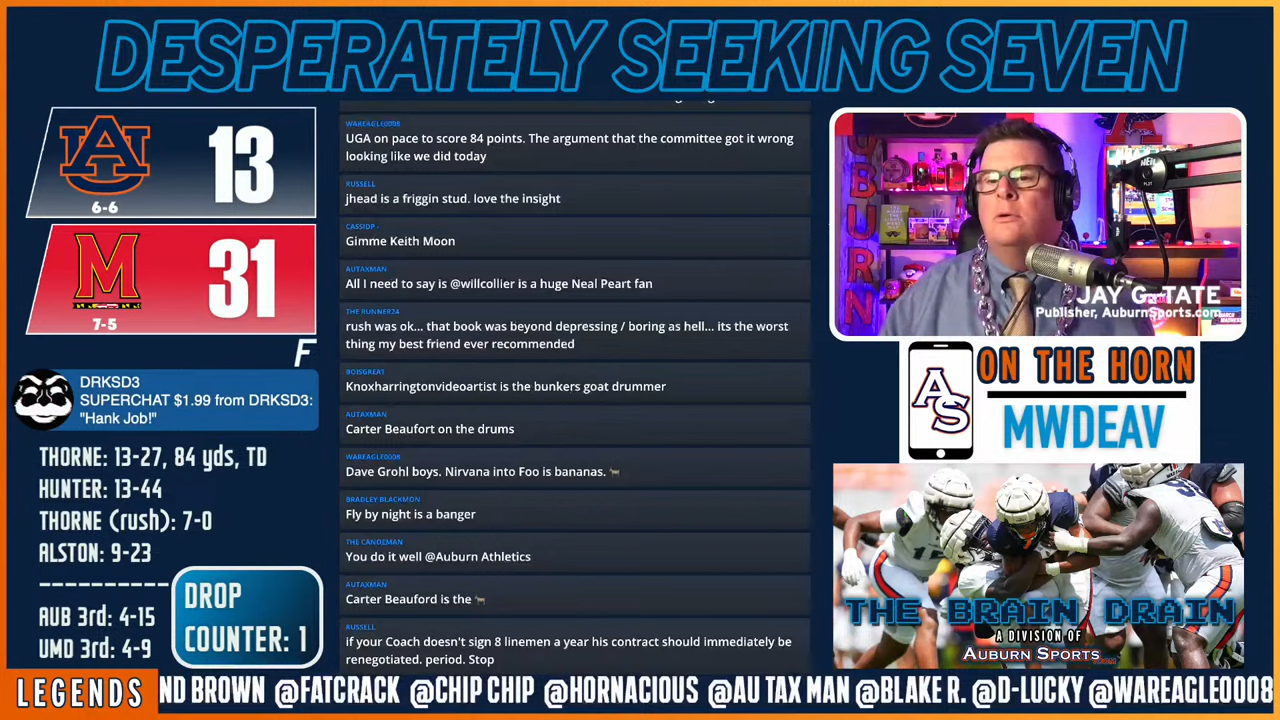 DESPERATELY SEEKING SEVEN
AU
6-6
13
M
7-5
31
F
DRKSD3
SUPERCHAT $1.99 from DRKSD3:
"Hank Job!"
THORNE: 13-27, 84 yds, TD
HUNTER: 13-44
THORNE (rush): 7-0
ALSTON: 9-23
----------
AUB 3rd: 4-15
UMD 3rd: 4-9
DROP
COUNTER: 1
WAREAGLE0008
UGA on pace to score 84 points. The argument that the committee got it wrong
looking like we did today
RUSSELL
jhead is a friggin stud. love the insight
CASSIDP -
Gimme Keith Moon
AUTAXMAN
All I need to say is @willcollier is a huge Neal Peart fan
THE RUNNER24
rush was ok... that book was beyond depressing / boring as hell... its the worst
thing my best friend ever recommended
BOISGREAT
Knoxharringtonvideoartist is the bunkers goat drummer
AUTAXMAN
Carter Beaufort on the drums
WAREAGLE0008
Dave Grohl boys. Nirvana into Foo is bananas. 🐐
BRADLEY BLACKMON
Fly by night is a banger
THE CANDEMAN
You do it well @Auburn Athletics
AUTAXMAN
Carter Beauford is the 🐐
RUSSELL
if your Coach doesn't sign 8 linemen a year his contract should immediately be
renegotiated. period. Stop
JAY G. TATE
Publisher, AuburnSports.com
AS
ON THE HORN
MWDEAV
THE BRAIN DRAIN
A DIVISION OF
AUBURN SPORTS.COM
LEGENDS
ND BROWN @FATCRACK @CHIP CHIP @HORNACIOUS @AU TAX MAN @BLAKE R. @D-LUCKY @WAREAGLE0008